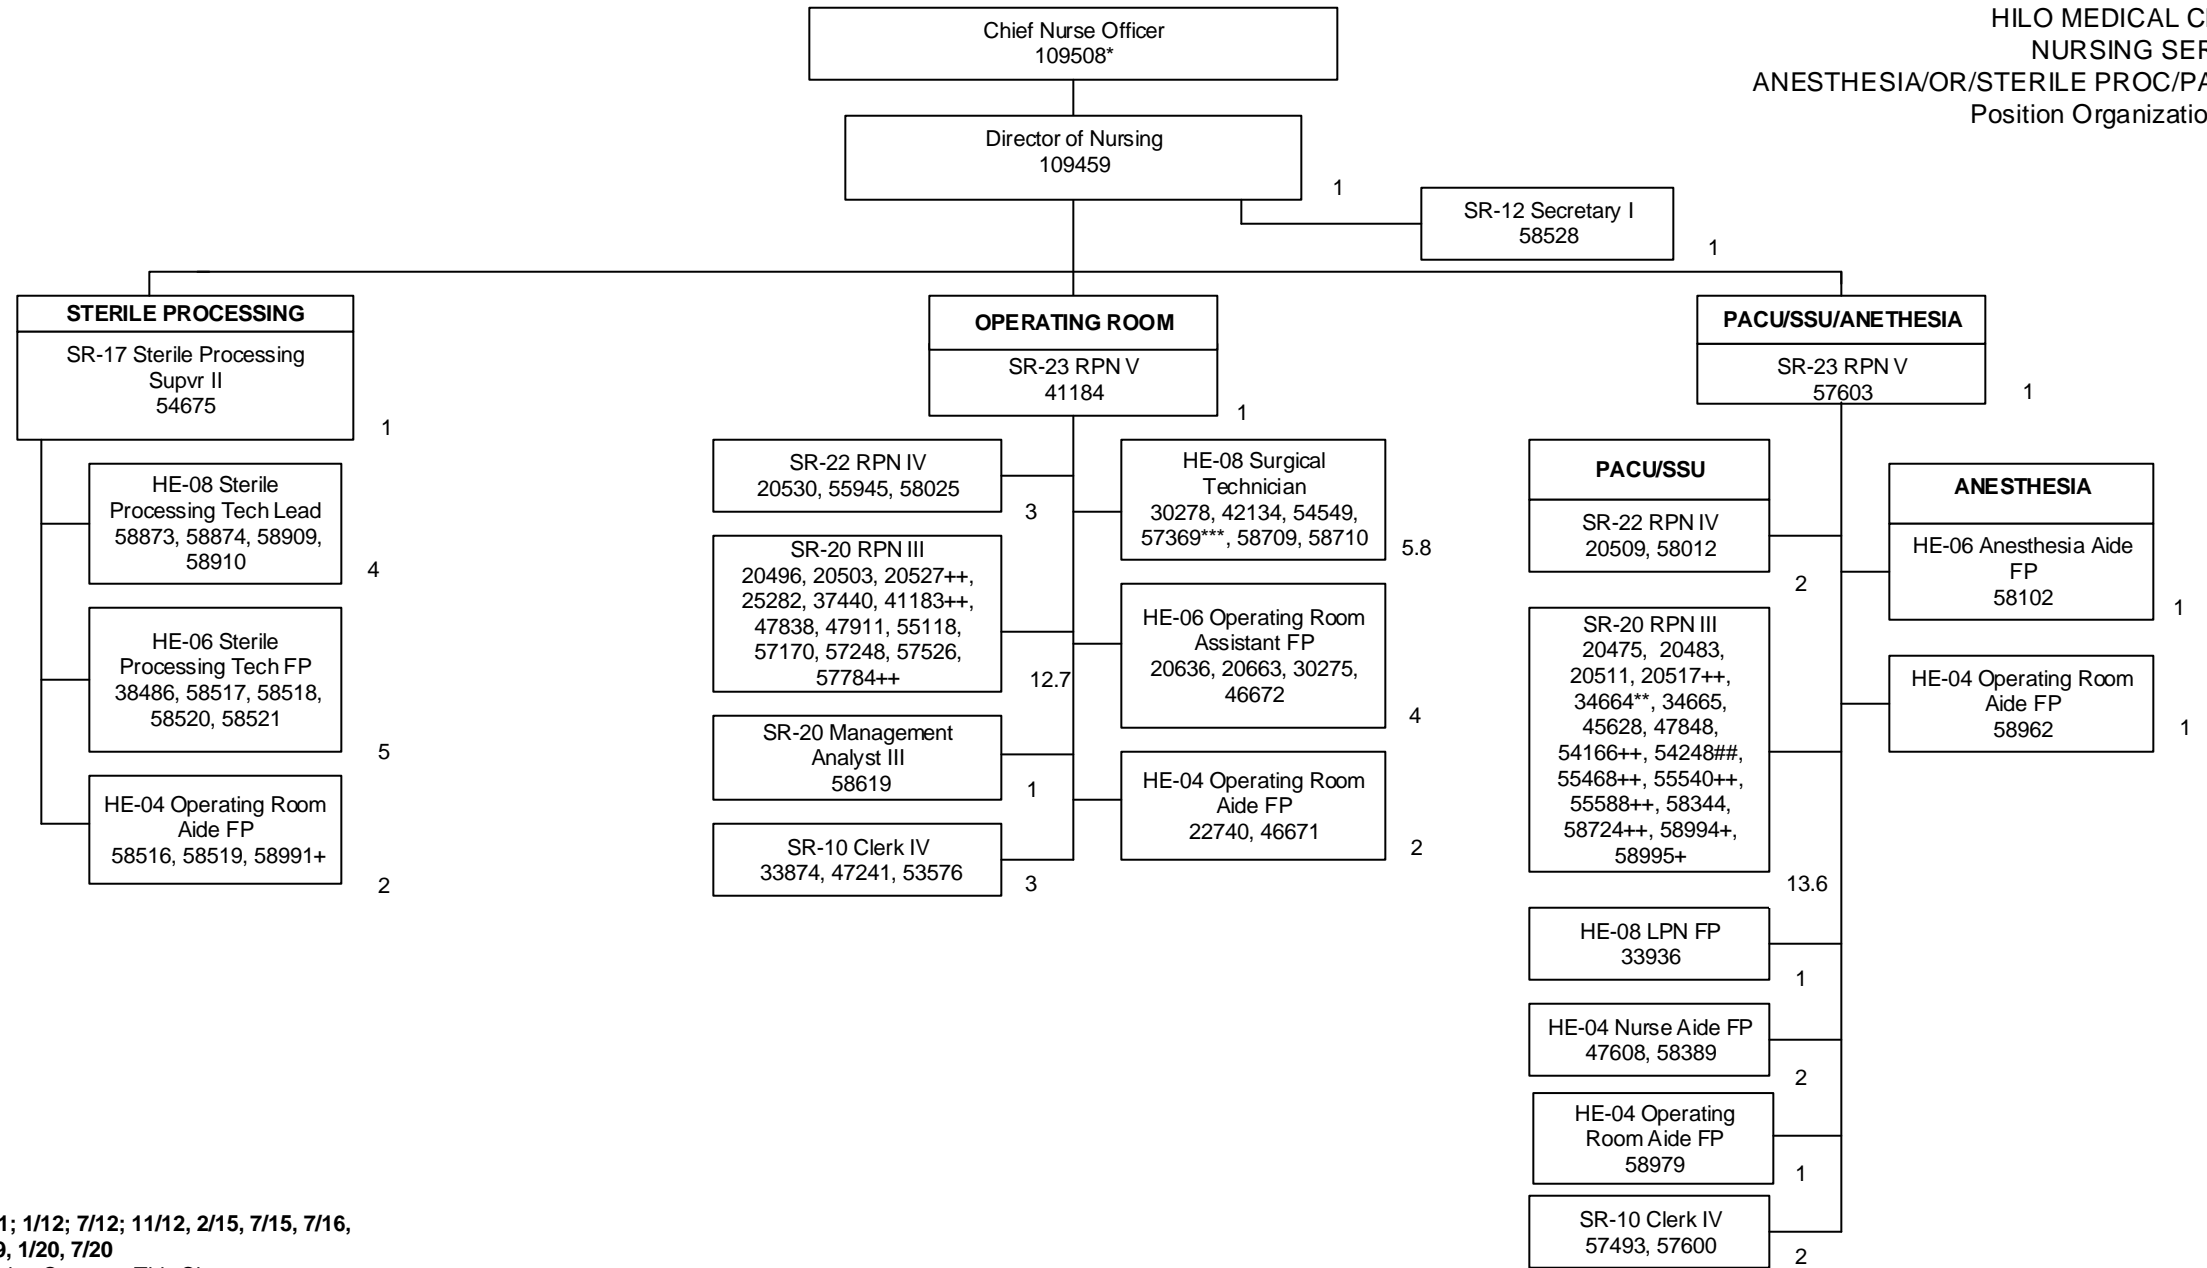 HILO MEDICAL
NURSING
ANESTHESIA/OR/STERILE
Position
Chief Nurse Officer
109508*
Director of Nursing
109459
1
SR-12 Secretary I
58528
1
STERILE PROCESSING
SR-17 Sterile Processing
Supvr II
54675
1
HE-08 Sterile
Processing Tech Lead
58873, 58874, 58909,
58910
4
HE-06 Sterile
Processing Tech FP
38486, 58517, 58518,
58520, 58521
5
HE-04 Operating Room
Aide FP
58516, 58519, 58991+
2
OPERATING ROOM
SR-23 RPN V
41184
1
SR-22 RPN IV
20530, 55945, 58025
3
SR-20 RPN III
20496, 20503, 20527++,
25282, 37440, 41183++,
47838, 47911, 55118,
57170, 57248, 57526,
57784++
12.7
SR-20 Management
Analyst III
58619
1
SR-10 Clerk IV
33874, 47241, 53576
3
HE-08 Surgical
Technician
30278, 42134, 54549,
57369***, 58709, 58710
5.8
HE-06 Operating Room
Assistant FP
20636, 20663, 30275,
46672
4
HE-04 Operating Room
Aide FP
22740, 46671
2
PACU/SSU/ANETHESIA
SR-23 RPN V
57603
1
PACU/SSU
SR-22 RPN IV
20509, 58012
2
SR-20 RPN III
20475, 20483,
20511, 20517++,
34664**, 34665,
45628, 47848,
54166++, 54248##,
55468++, 55540++,
55588++, 58344,
58724++, 58994+,
58995+
13.6
HE-08 LPN FP
33936
1
HE-04 Nurse Aide FP
47608, 58389
2
HE-04 Operating
Room Aide FP
58979
1
SR-10 Clerk IV
57493, 57600
2
ANESTHESIA
HE-06 Anesthesia Aide
FP
58102
1
HE-04 Operating Room
Aide FP
58962
1
1/12; 7/12; 11/12, 2/15, 7/15, 7/16,
1/20, 7/20